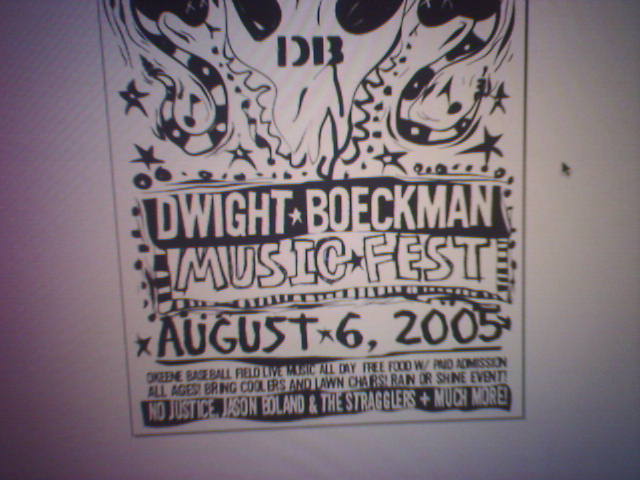 DB
DWIGHT★BOECKMAN
MUSIC★FEST
AUGUST★6, 2005
OKEENE BASEBALL FIELD LIVE MUSIC ALL DAY FREE FOOD W/ PAID ADMISSION
ALL AGES! BRING COOLERS AND LAWN CHAIRS! RAIN OR SHINE EVENT!
NO JUSTICE, JASON BOLAND & THE STRAGGLERS + MUCH MORE!